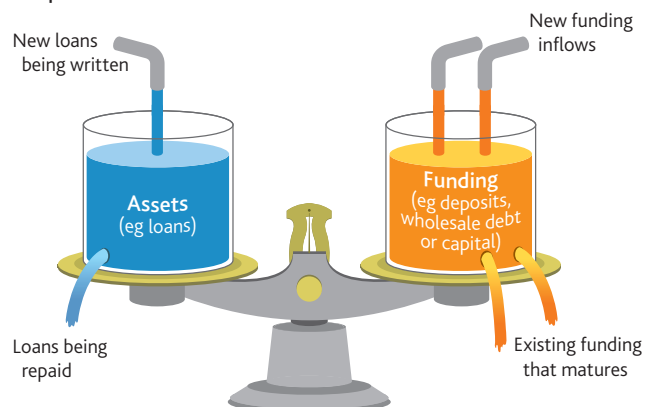 New loans
being written
New funding
inflows
Assets
(eg loans)
Funding
(eg deposits,
wholesale debt
or capital)
Loans being
repaid
Existing funding
that matures